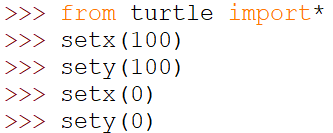 >>> from turtle import*
>>> setx(100)
>>> sety(100)
>>> setx(0)
>>> sety(0)